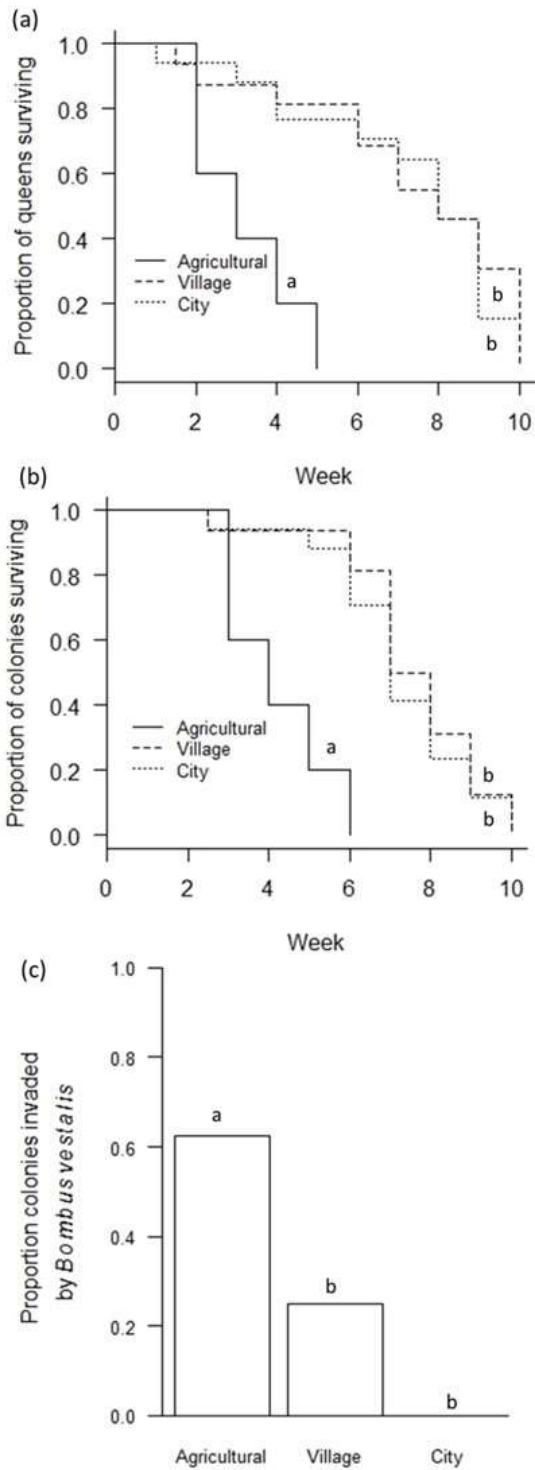 (a)
Proportion of queens surviving
1.0
0.8
0.6
0.4
0.2
0.0
Agricultural
Village
City
a
b
b
0 2 4 6 8 10
Week
(b)
Proportion of colonies surviving
1.0
0.8
0.6
0.4
0.2
0.0
Agricultural
Village
City
a
b
b
0 2 4 6 8 10
Week
(c)
Proportion colonies invaded
by Bombus vestalis
1.0
0.8
0.6
0.4
0.2
0.0
a
b
b
Agricultural Village City